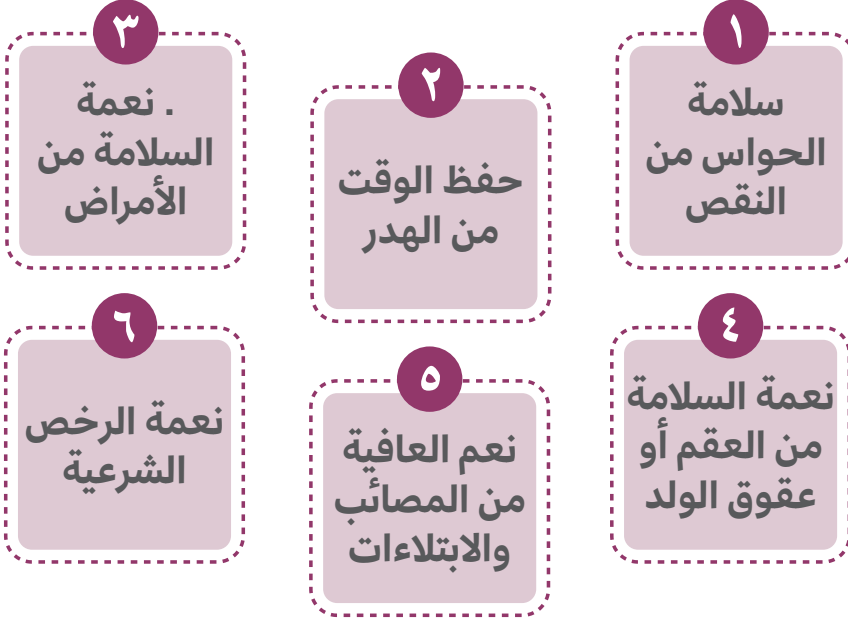 ١
سلامة
الحواس من
النقص
٢
حفظ الوقت
من الهدر
٣
. نعمة
السلامة من
الأمراض
٤
نعمة السلامة
من العقم أو
عقوق الولد
٥
نعم العافية
من المصائب
والابتلاءات
٦
نعمة الرخص
الشرعية